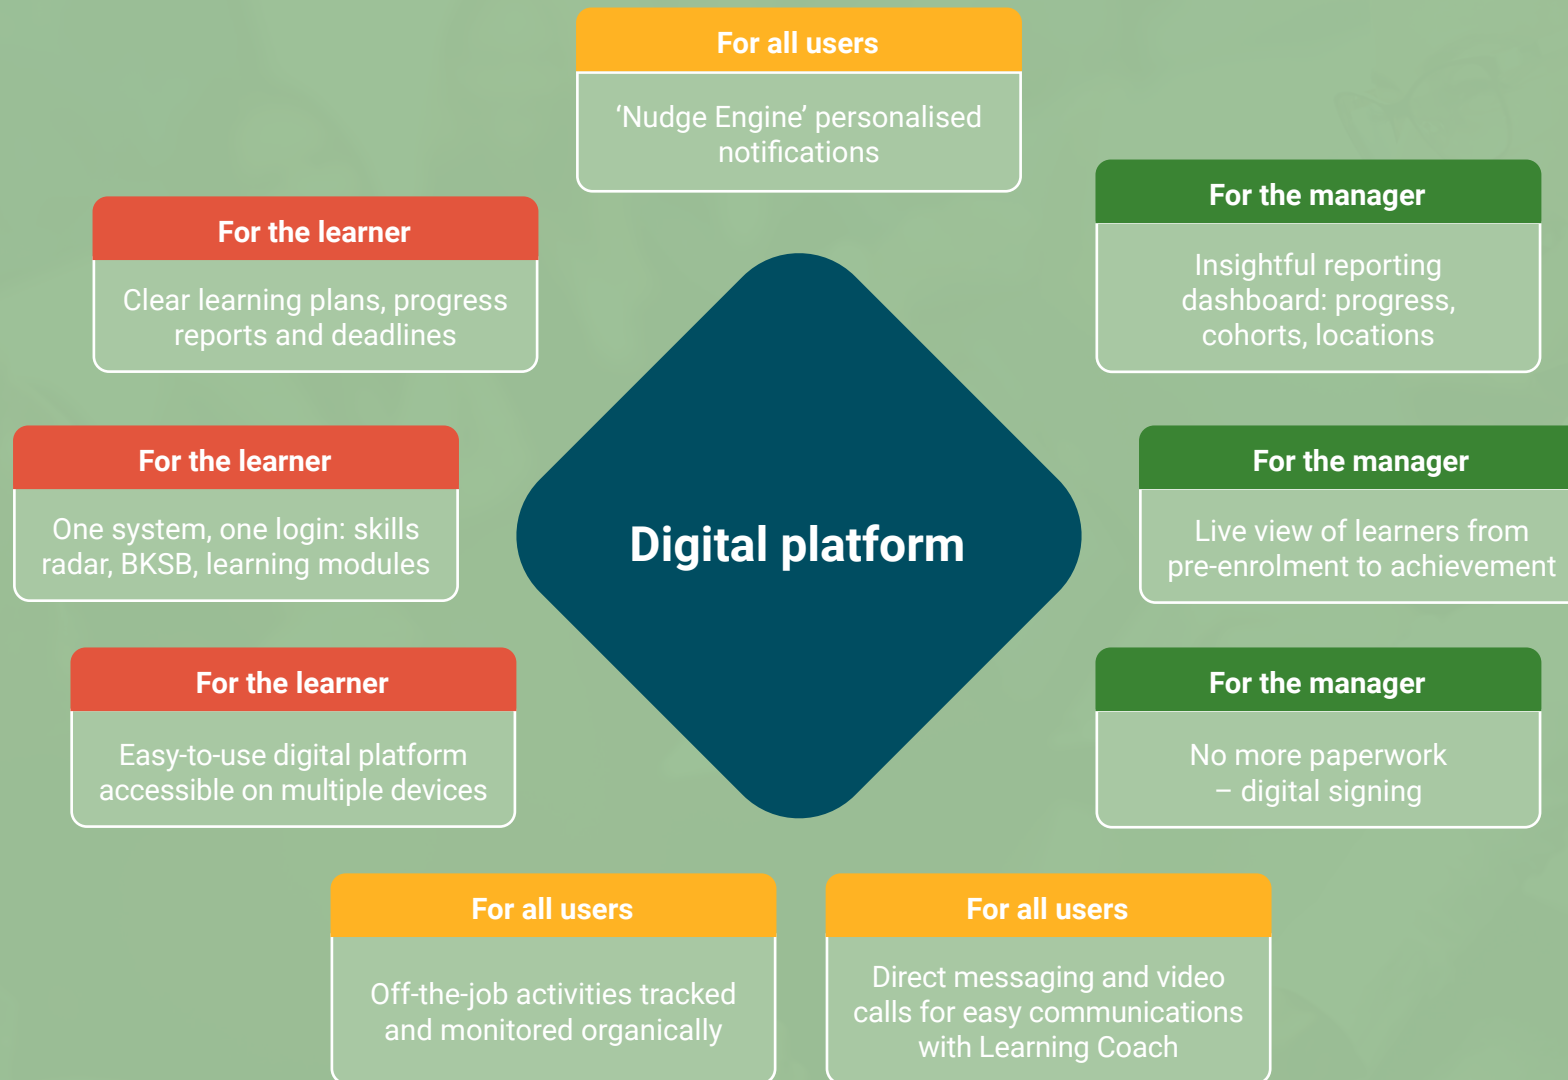 For all users
‘Nudge Engine’ personalised
notifications
For the learner
Clear learning plans, progress
reports and deadlines
For the manager
Insightful reporting
dashboard: progress,
cohorts, locations
For the learner
One system, one login: skills
radar, BKSB, learning modules
Digital platform
For the manager
Live view of learners from
pre-enrolment to achievement
For the learner
Easy-to-use digital platform
accessible on multiple devices
For the manager
No more paperwork
– digital signing
For all users
Off-the-job activities tracked
and monitored organically
For all users
Direct messaging and video
calls for easy communications
with Learning Coach